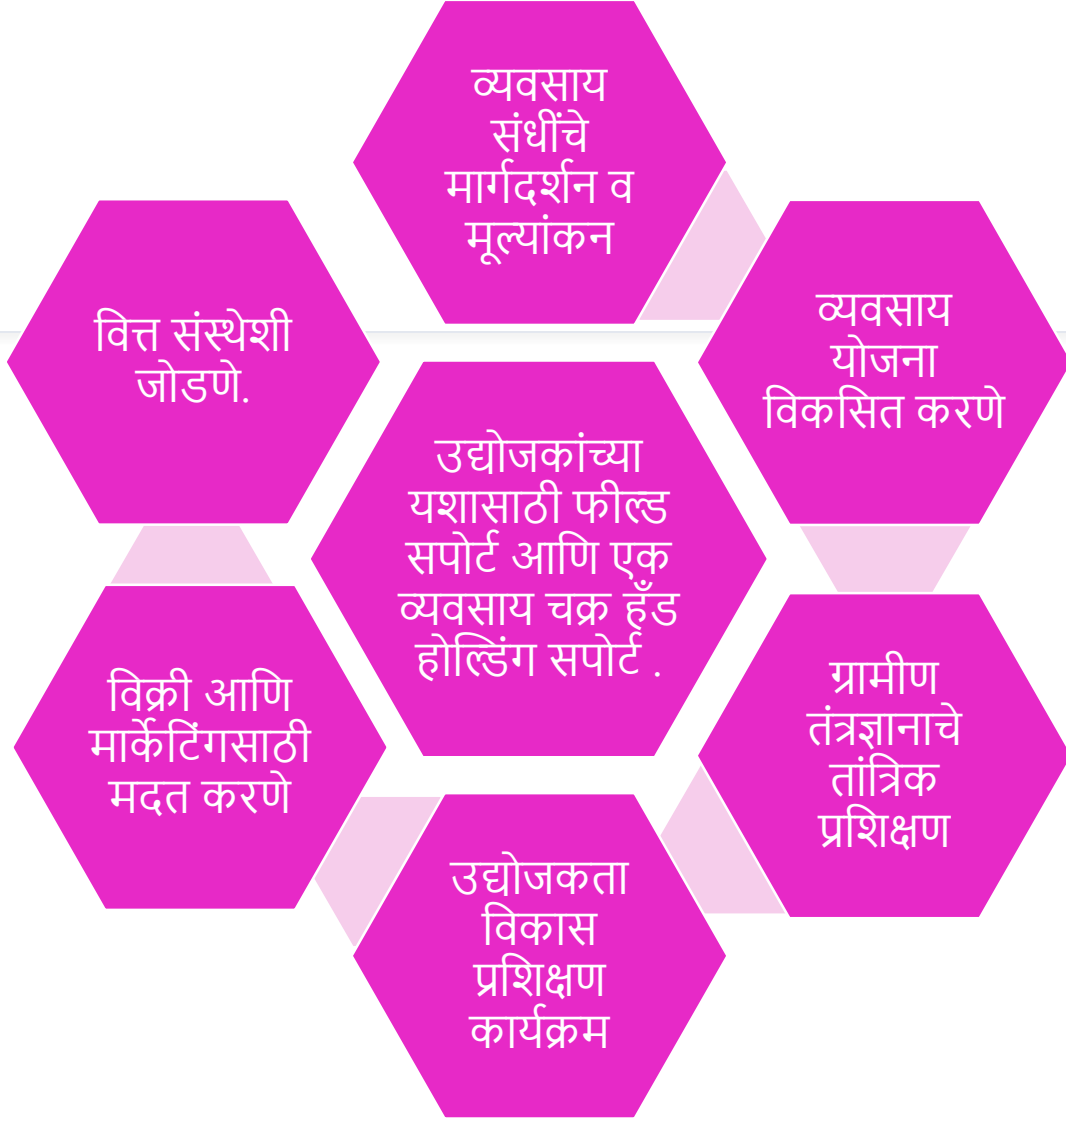 व्यवसाय
संधींचे
मार्गदर्शन व
मूल्यांकन
व्यवसाय
योजना
विकसित करणे
ग्रामीण
तंत्रज्ञानाचे
तांत्रिक
प्रशिक्षण
उद्योजकता
विकास
प्रशिक्षण
कार्यक्रम
विक्री आणि
मार्केटिंगसाठी
मदत करणे
वित्त संस्थेशी
जोडणे.
उद्योजकांच्या
यशासाठी फील्ड
सपोर्ट आणि एक
व्यवसाय चक्र हँड
होल्डिंग सपोर्ट .